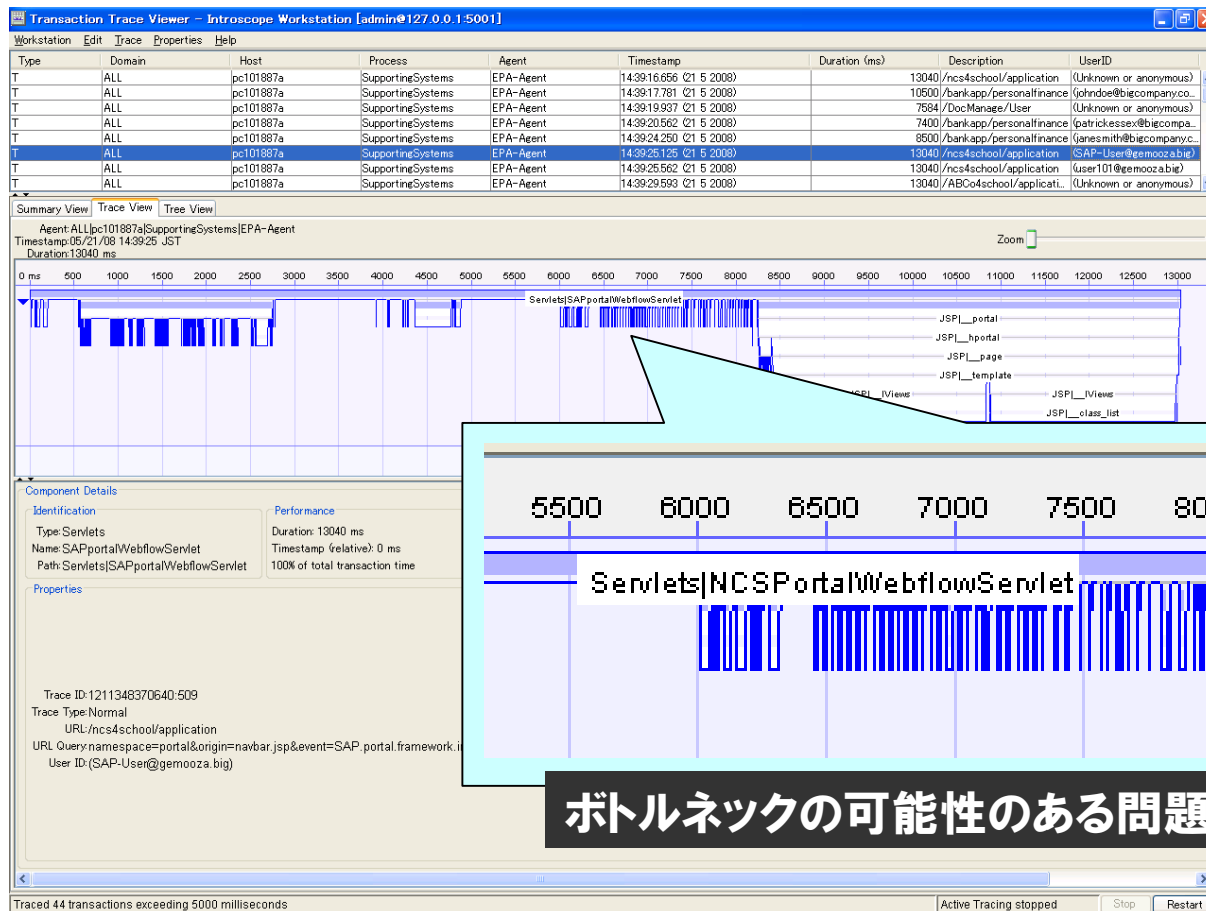 Transaction Trace Viewer – Introscope Workstation [admin@127.0.0.1:5001]
Workstation Edit Trace Properties Help
Type Domain Host Process Agent Timestamp Duration (ms) Description UserID
T ALL pc101887a SupportingSystems EPA-Agent 14:39:16.656 (21 5 2008) 13040 /ncs4school/application (Unknown or anonymous)
T ALL pc101887a SupportingSystems EPA-Agent 14:39:17.781 (21 5 2008) 10500 /bankapp/personalfinance (johndoe@bigcompany.co...
T ALL pc101887a SupportingSystems EPA-Agent 14:39:19.937 (21 5 2008) 7584 /DocManage/User (Unknown or anonymous)
T ALL pc101887a SupportingSystems EPA-Agent 14:39:20.562 (21 5 2008) 7400 /bankapp/personalfinance (patrickessex@bigcompa...
T ALL pc101887a SupportingSystems EPA-Agent 14:39:24.250 (21 5 2008) 8500 /bankapp/personalfinance (janesmith@bigcompany.c...
T ALL pc101887a SupportingSystems EPA-Agent 14:39:25.125 (21 5 2008) 13040 /ncs4school/application (SAP-User@gemooza.big)
T ALL pc101887a SupportingSystems EPA-Agent 14:39:25.562 (21 5 2008) 13040 /ncs4school/application (user101@gemooza.big)
T ALL pc101887a SupportingSystems EPA-Agent 14:39:29.593 (21 5 2008) 13040 /ABCo4school/applicati... (Unknown or anonymous)
Summary View Trace View Tree View
Agent: ALL|pc101887a|SupportingSystems|EPA-Agent
Timestamp: 05/21/08 14:39:25 JST
Duration: 13040 ms
Zoom
0 ms 500 1000 1500 2000 2500 3000 3500 4000 4500 5000 5500 6000 6500 7000 7500 8000 8500 9000 9500 10000 10500 11000 11500 12000 12500 13000
Servlets|SAPportalWebflowServlet
JSP|__portal
JSP|__hportal
JSP|__page
JSP|__template
JSP|__IViews JSP|__IViews
JSP|__class_list
5500 6000 6500 7000 7500 80
Servlets|NCSPortalWebflowServlet
Component Details
Identification
Type: Servlets
Name: SAPportalWebflowServlet
Path: Servlets|SAPportalWebflowServlet
Performance
Duration: 13040 ms
Timestamp (relative): 0 ms
100% of total transaction time
Properties
Trace ID: 1211348370640:509
Trace Type: Normal
URL: /ncs4school/application
URL Query: namespace=portal&origin=navbar.jsp&event=SAP.portal.framework.i
User ID: (SAP-User@gemooza.big)
ボトルネックの可能性のある問題
Traced 44 transactions exceeding 5000 milliseconds
Active Tracing stopped Stop Restart